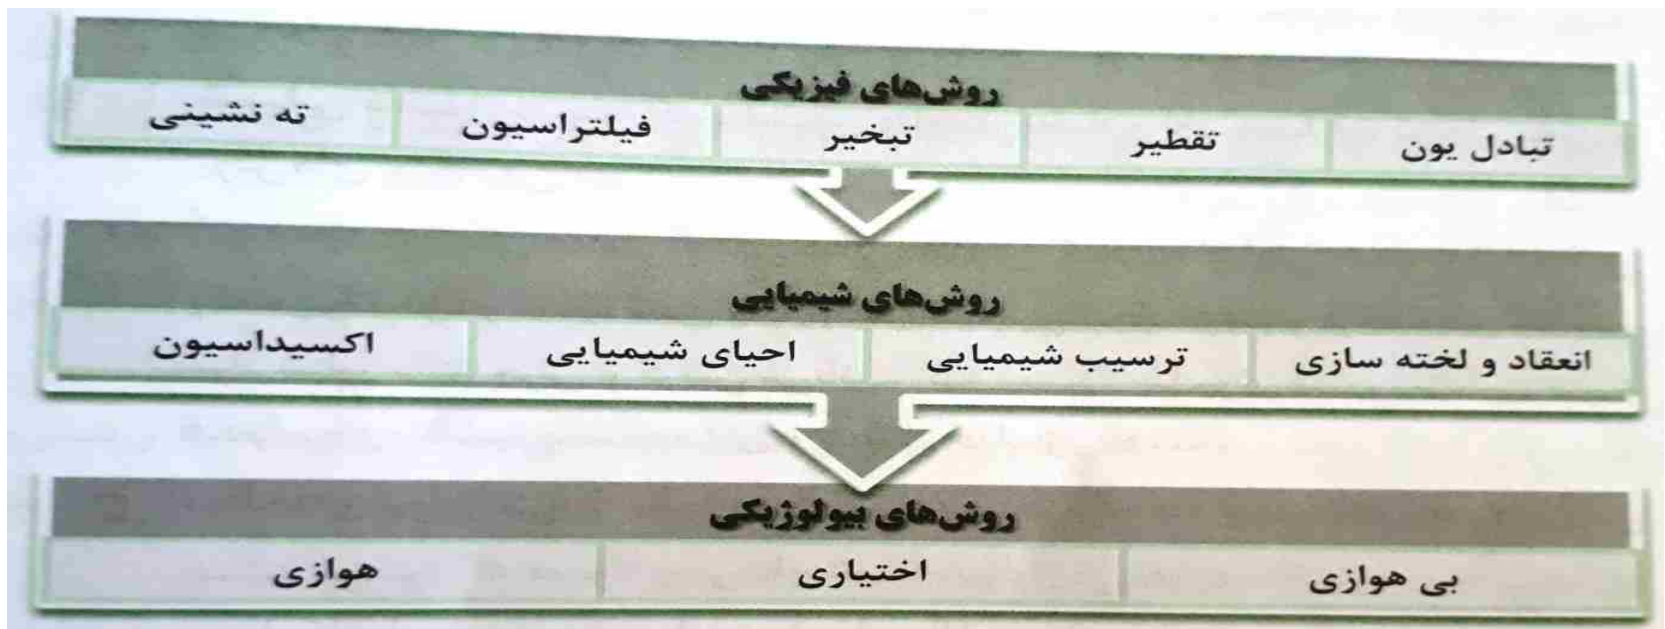 روش‌های فیزیکی
تبادل یون تقطیر تبخیر فیلتراسیون ته نشینی
روش‌های شیمیایی
انعقاد و لخته سازی ترسیب شیمیایی احیای شیمیایی اکسیداسیون
روش‌های بیولوژیکی
بی هوازی اختیاری هوازی